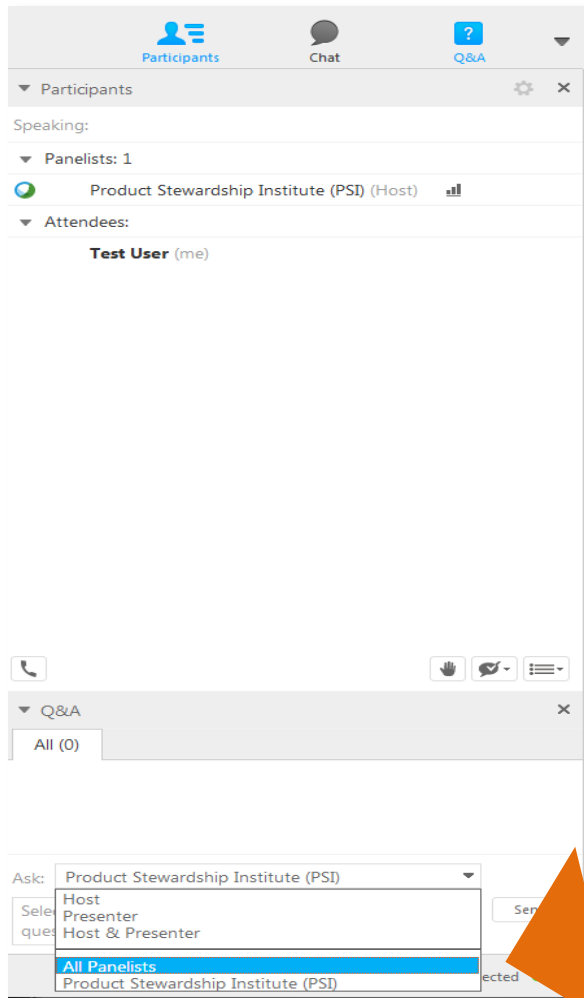 Participants Chat Q&A
Participants
Speaking:
Panelists: 1
Product Stewardship Institute (PSI) (Host)
Attendees:
Test User (me)
Q&A
All (0)
Ask: Product Stewardship Institute (PSI)
Host
Presenter
Host & Presenter
All Panelists
Product Stewardship Institute (PSI)